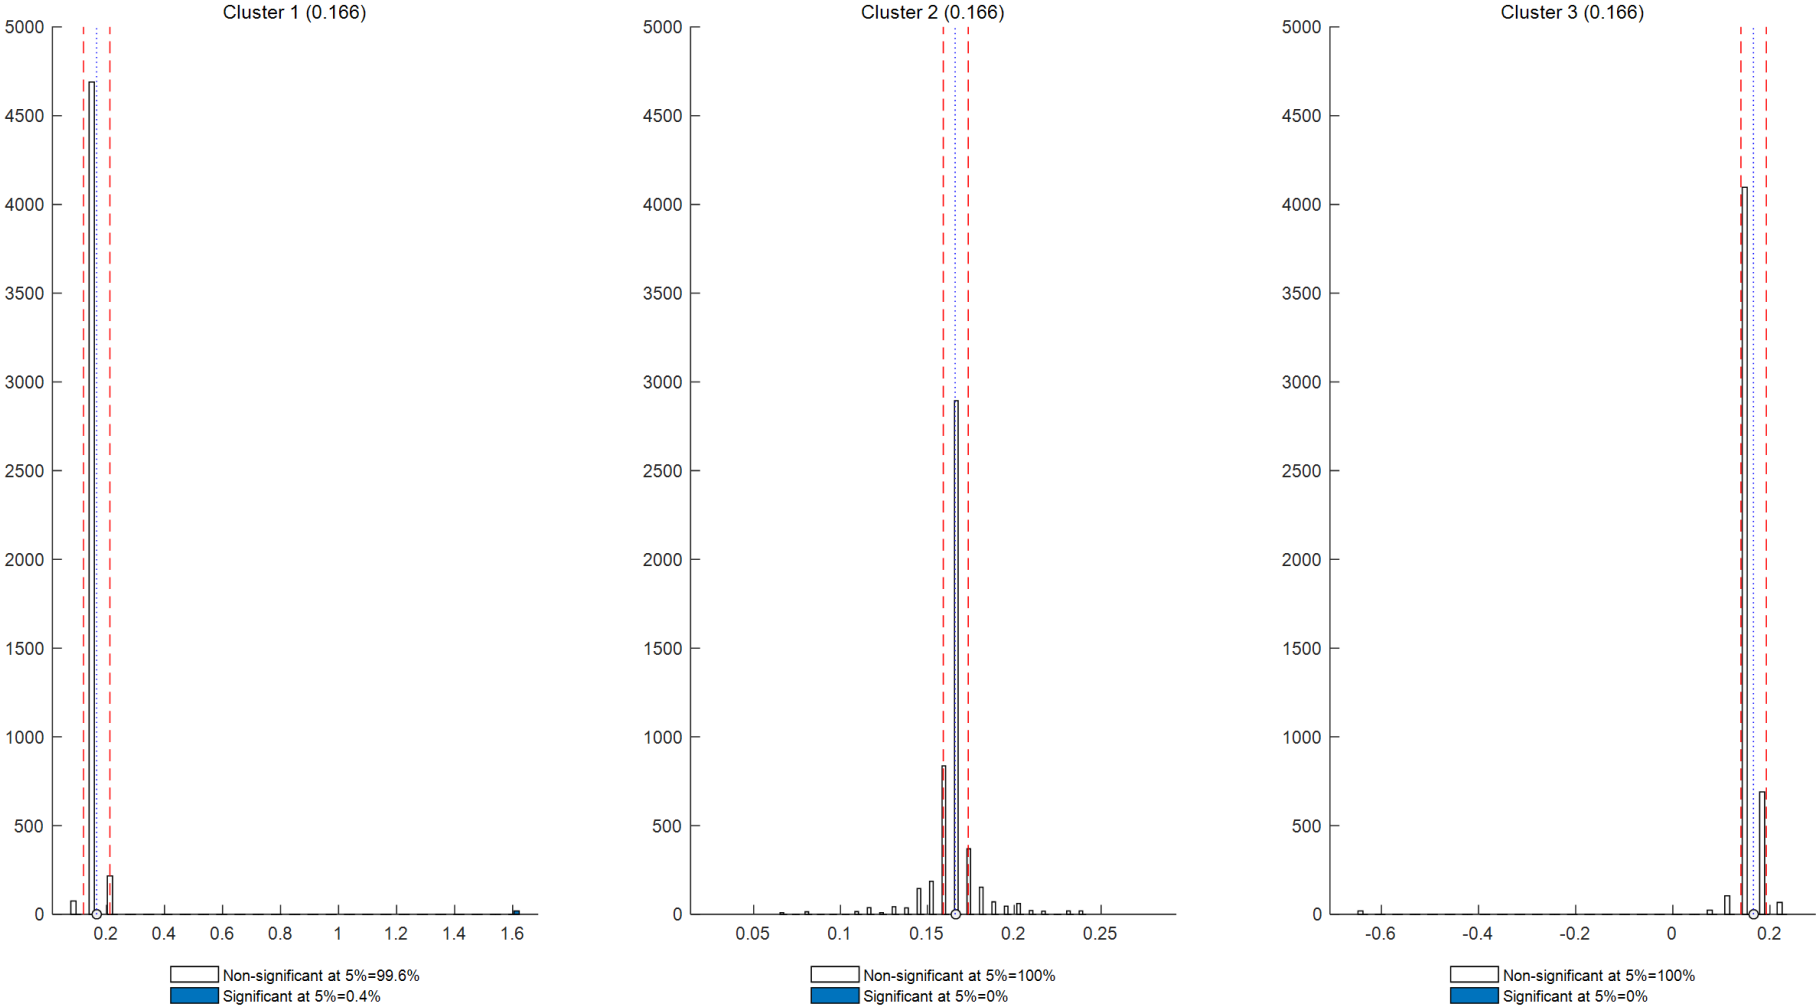 Cluster 1 (0.166)
5000
4500
4000
3500
3000
2500
2000
1500
1000
500
0
0.2 0.4 0.6 0.8 1 1.2 1.4 1.6
Non-significant at 5%=99.6%
Significant at 5%=0.4%
Cluster 2 (0.166)
5000
4500
4000
3500
3000
2500
2000
1500
1000
500
0
0.05 0.1 0.15 0.2 0.25
Non-significant at 5%=100%
Significant at 5%=0%
Cluster 3 (0.166)
5000
4500
4000
3500
3000
2500
2000
1500
1000
500
0
-0.6 -0.4 -0.2 0 0.2
Non-significant at 5%=100%
Significant at 5%=0%